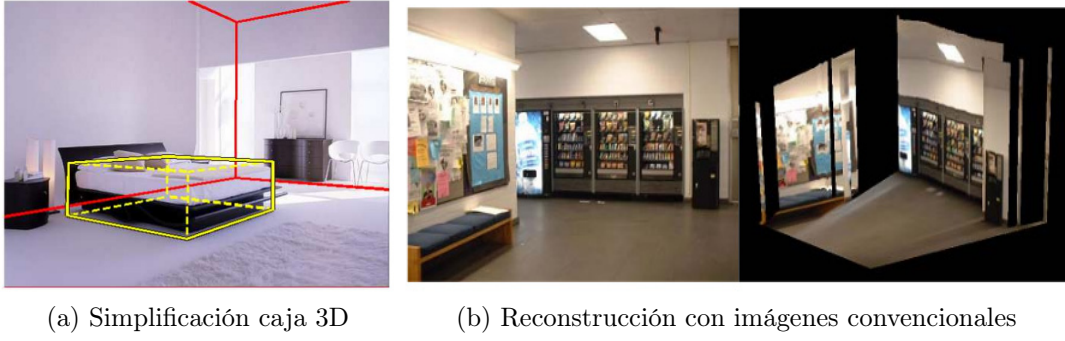 (a) Simplificación caja 3D
(b) Reconstrucción con imágenes convencionales